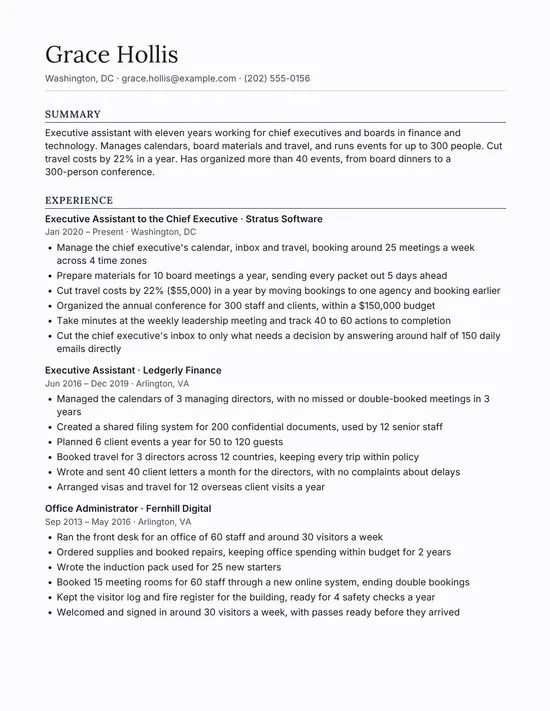 Grace Hollis
Washington, DC · grace.hollis@example.com · (202) 555-0156
SUMMARY
Executive assistant with eleven years working for chief executives and boards in finance and
technology. Manages calendars, board materials and travel, and runs events for up to 300 people. Cut
travel costs by 22% in a year. Has organized more than 40 events, from board dinners to a
300-person conference.
EXPERIENCE
Executive Assistant to the Chief Executive · Stratus Software
Jan 2020 – Present · Washington, DC
• Manage the chief executive's calendar, inbox and travel, booking around 25 meetings a week
across 4 time zones
• Prepare materials for 10 board meetings a year, sending every packet out 5 days ahead
• Cut travel costs by 22% ($55,000) in a year by moving bookings to one agency and booking earlier
• Organized the annual conference for 300 staff and clients, within a $150,000 budget
• Take minutes at the weekly leadership meeting and track 40 to 60 actions to completion
• Cut the chief executive's inbox to only what needs a decision by answering around half of 150 daily
emails directly
Executive Assistant · Ledgerly Finance
Jun 2016 – Dec 2019 · Arlington, VA
• Managed the calendars of 3 managing directors, with no missed or double-booked meetings in 3
years
• Created a shared filing system for 200 confidential documents, used by 12 senior staff
• Planned 6 client events a year for 50 to 120 guests
• Booked travel for 3 directors across 12 countries, keeping every trip within policy
• Wrote and sent 40 client letters a month for the directors, with no complaints about delays
• Arranged visas and travel for 12 overseas client visits a year
Office Administrator · Fernhill Digital
Sep 2013 – May 2016 · Arlington, VA
• Ran the front desk for an office of 60 staff and around 30 visitors a week
• Ordered supplies and booked repairs, keeping office spending within budget for 2 years
• Wrote the induction pack used for 25 new starters
• Booked 15 meeting rooms for 60 staff through a new online system, ending double bookings
• Kept the visitor log and fire register for the building, ready for 4 safety checks a year
• Welcomed and signed in around 30 visitors a week, with passes ready before they arrived